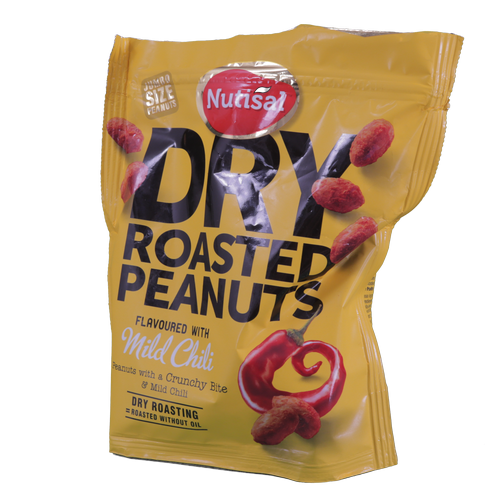 JUMBO
SIZE
PEANUTS
Nutisal
DRY
ROASTED
PEANUTS
FLAVOURED WITH
Mild Chili
Peanuts with a Crunchy Bite
& Mild Chili
DRY ROASTING
= ROASTED WITHOUT OIL